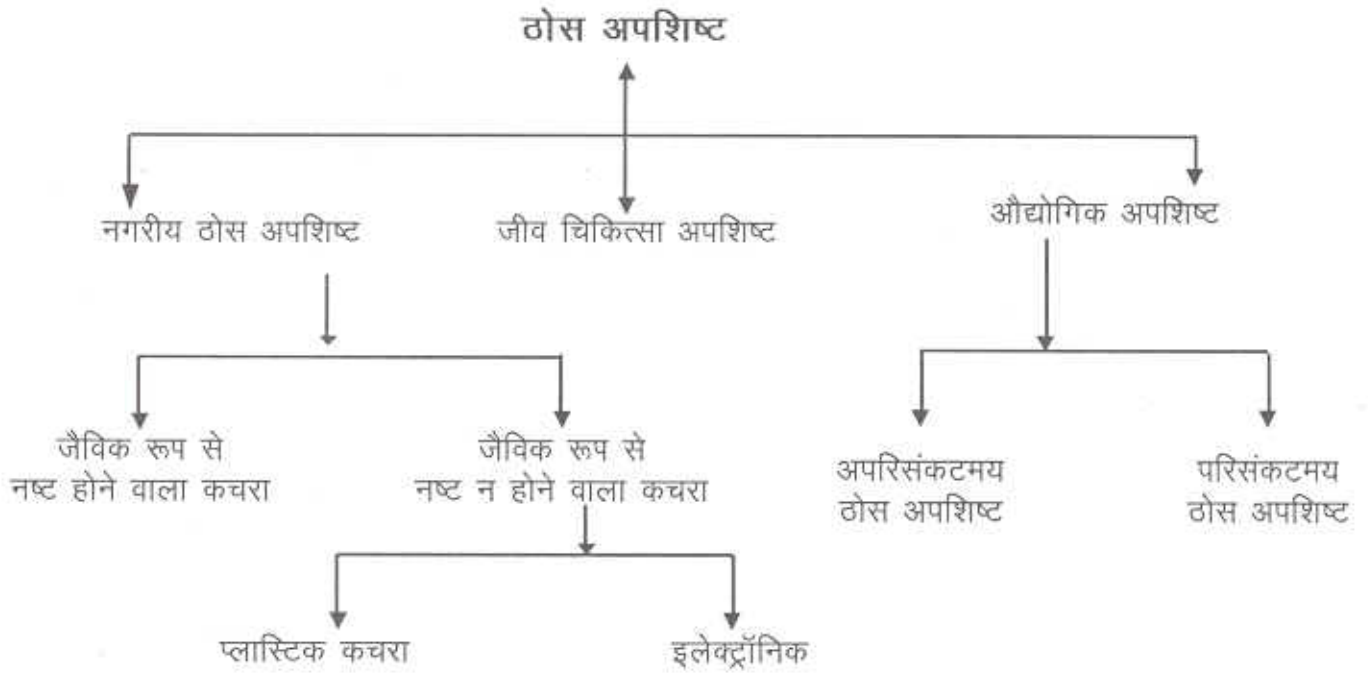 ठोस अपशिष्ट
नगरीय ठोस अपशिष्ट
जीव चिकित्सा अपशिष्ट
औद्योगिक अपशिष्ट
जैविक रूप से
नष्ट होने वाला कचरा
जैविक रूप से
नष्ट न होने वाला कचरा
अपरिसंकटमय
ठोस अपशिष्ट
परिसंकटमय
ठोस अपशिष्ट
प्लास्टिक कचरा
इलेक्ट्रॉनिक